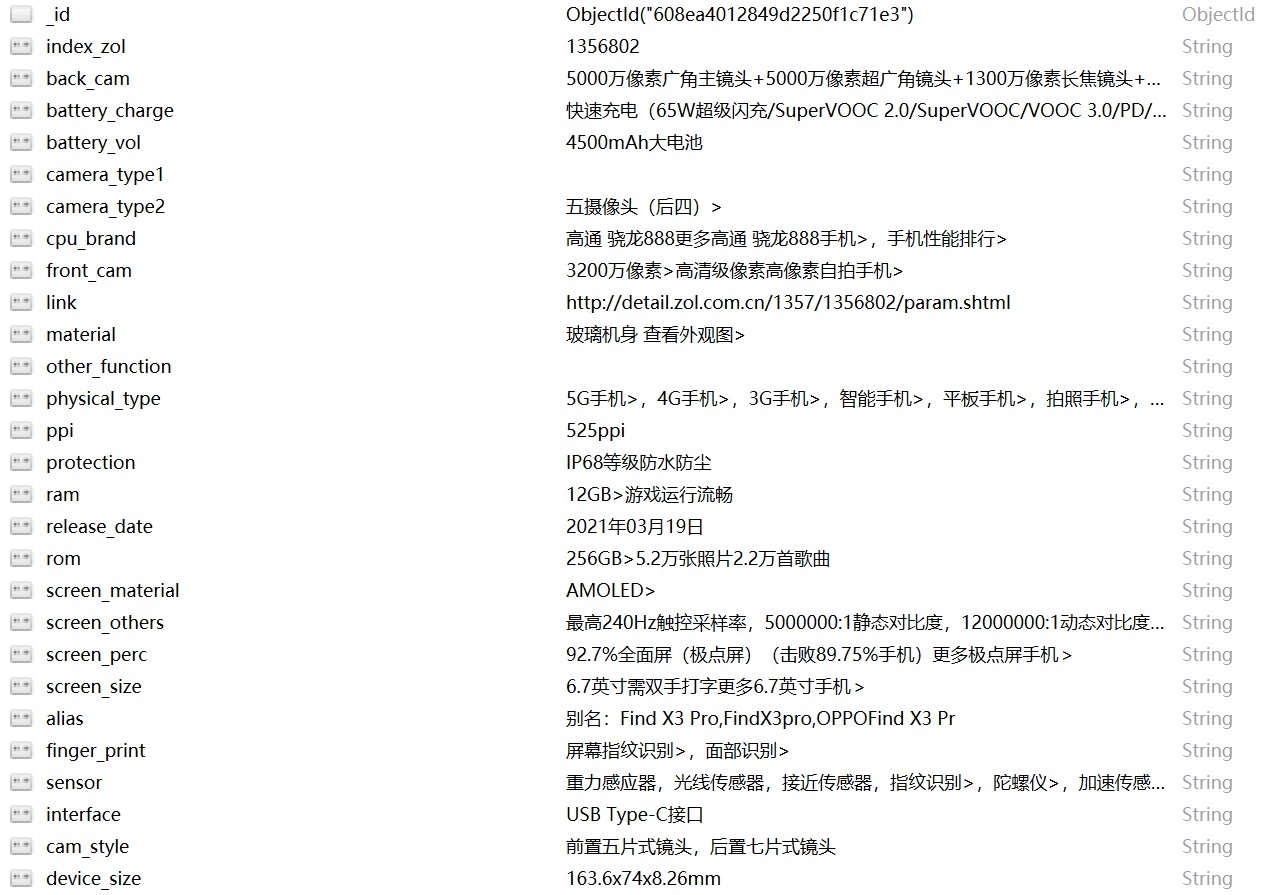 _id ObjectId("608ea4012849d2250f1c71e3") ObjectId
index_zol 1356802 String
back_cam 5000万像素广角主镜头+5000万像素超广角镜头+1300万像素长焦镜头+... String
battery_charge 快速充电（65W超级闪充/SuperVOOC 2.0/SuperVOOC/VOOC 3.0/PD/... String
battery_vol 4500mAh大电池 String
camera_type1 String
camera_type2 五摄像头（后四）> String
cpu_brand 高通 骁龙888更多高通 骁龙888手机>，手机性能排行> String
front_cam 3200万像素>高清级像素高像素自拍手机> String
link http://detail.zol.com.cn/1357/1356802/param.shtml String
material 玻璃机身 查看外观图> String
other_function String
physical_type 5G手机>，4G手机>，3G手机>，智能手机>，平板手机>，拍照手机>，... String
ppi 525ppi String
protection IP68等级防水防尘 String
ram 12GB>游戏运行流畅 String
release_date 2021年03月19日 String
rom 256GB>5.2万张照片2.2万首歌曲 String
screen_material AMOLED> String
screen_others 最高240Hz触控采样率，5000000:1静态对比度，12000000:1动态对比度... String
screen_perc 92.7%全面屏（极点屏）（击败89.75%手机）更多极点屏手机> String
screen_size 6.7英寸需双手打字更多6.7英寸手机> String
alias 别名：Find X3 Pro,FindX3pro,OPPOFind X3 Pr String
finger_print 屏幕指纹识别>，面部识别> String
sensor 重力感应器，光线传感器，接近传感器，指纹识别>，陀螺仪>，加速传感... String
interface USB Type-C接口 String
cam_style 前置五片式镜头，后置七片式镜头 String
device_size 163.6x74x8.26mm String